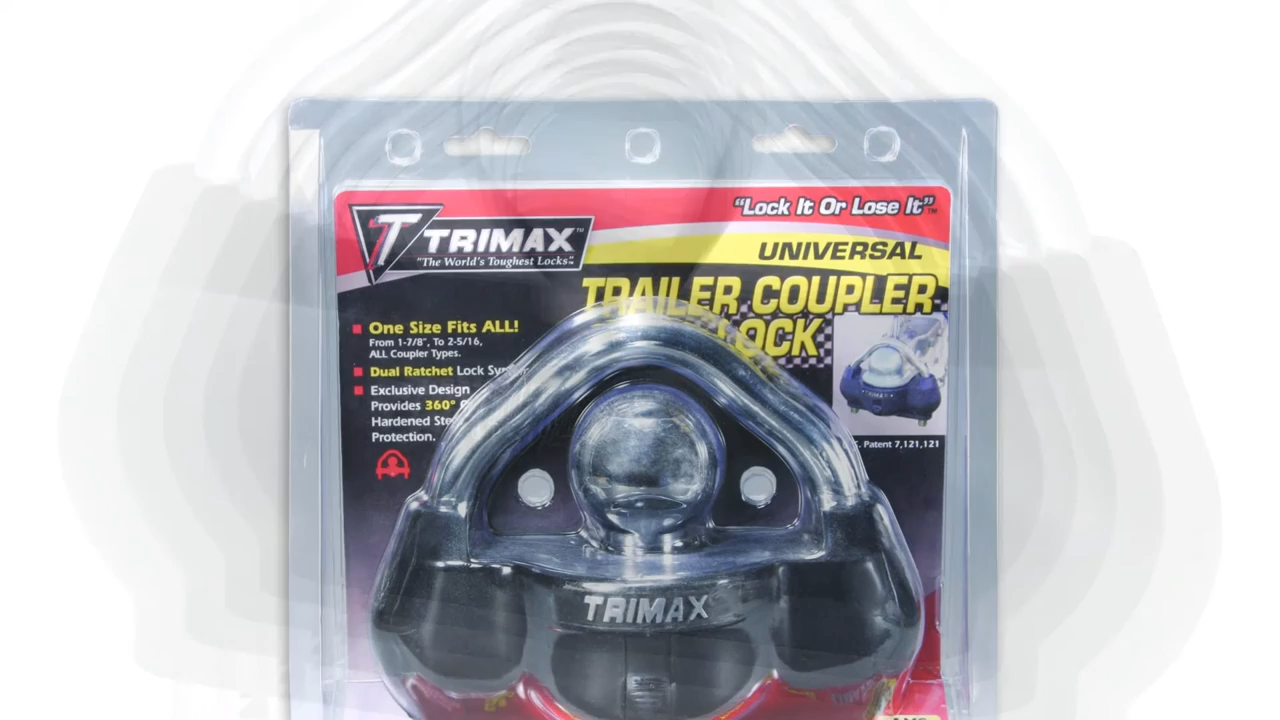 "Lock It Or Lose It"™
TRIMAX™
"The World's Toughest Locks"™
UNIVERSAL
TRAILER COUPLER
LOCK
One Size Fits ALL!
From 1-7/8", To 2-5/16,
ALL Coupler Types.
Dual Ratchet Lock
Exclusive Design
Provides 360°
Hardened
Protection.
TRIMAX
Patent 7,121,121
TRIMAX